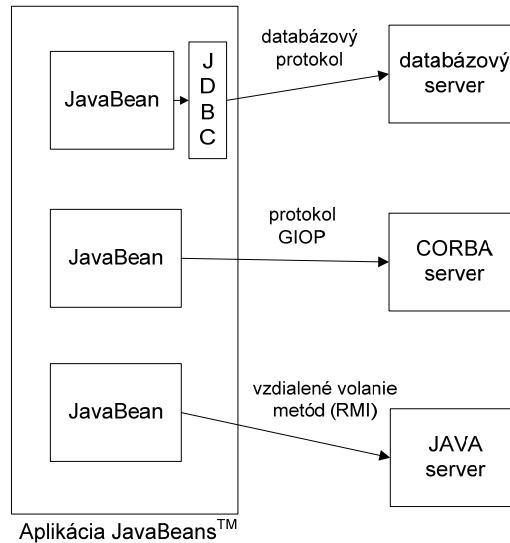 JavaBean
J
D
B
C
databázový
protokol
databázový
server
JavaBean
protokol
GIOP
CORBA
server
JavaBean
vzdialené volanie
metód (RMI)
JAVA
server
Aplikácia JavaBeans™